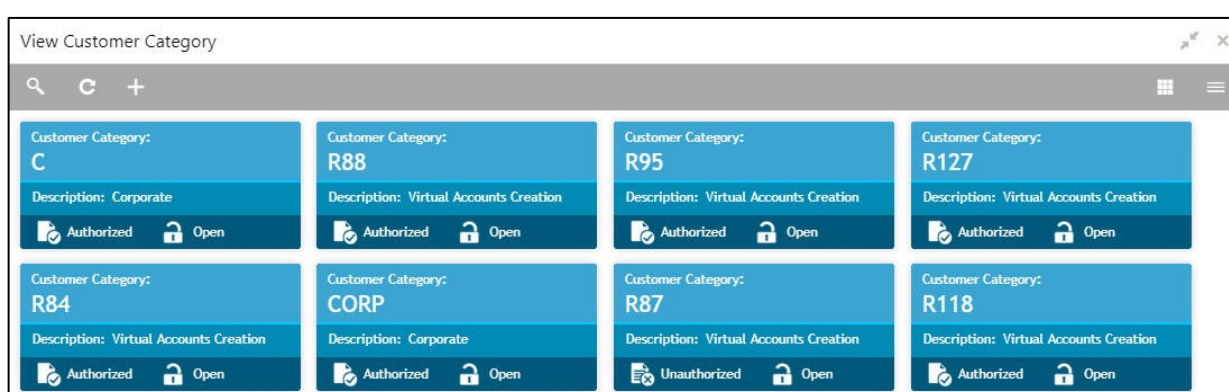 View Customer Category
Customer Category:
C
Description: Corporate
Authorized Open
Customer Category:
R88
Description: Virtual Accounts Creation
Authorized Open
Customer Category:
R95
Description: Virtual Accounts Creation
Authorized Open
Customer Category:
R127
Description: Virtual Accounts Creation
Authorized Open
Customer Category:
R84
Description: Virtual Accounts Creation
Authorized Open
Customer Category:
CORP
Description: Corporate
Authorized Open
Customer Category:
R87
Description: Virtual Accounts Creation
Unauthorized Open
Customer Category:
R118
Description: Virtual Accounts Creation
Authorized Open